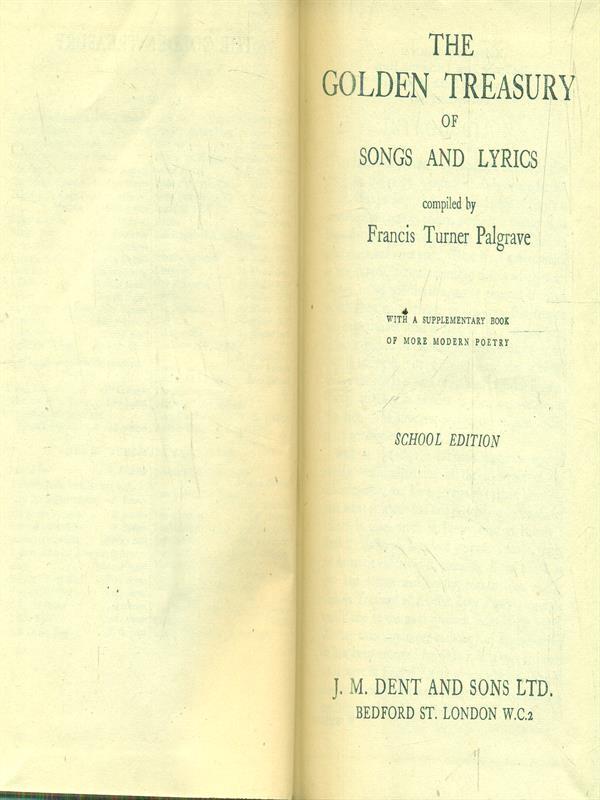 THE
GOLDEN TREASURY
OF
SONGS AND LYRICS
compiled by
Francis Turner Palgrave
WITH A SUPPLEMENTARY BOOK
OF MORE MODERN POETRY
SCHOOL EDITION
J. M. DENT AND SONS LTD.
BEDFORD ST. LONDON W.C.2